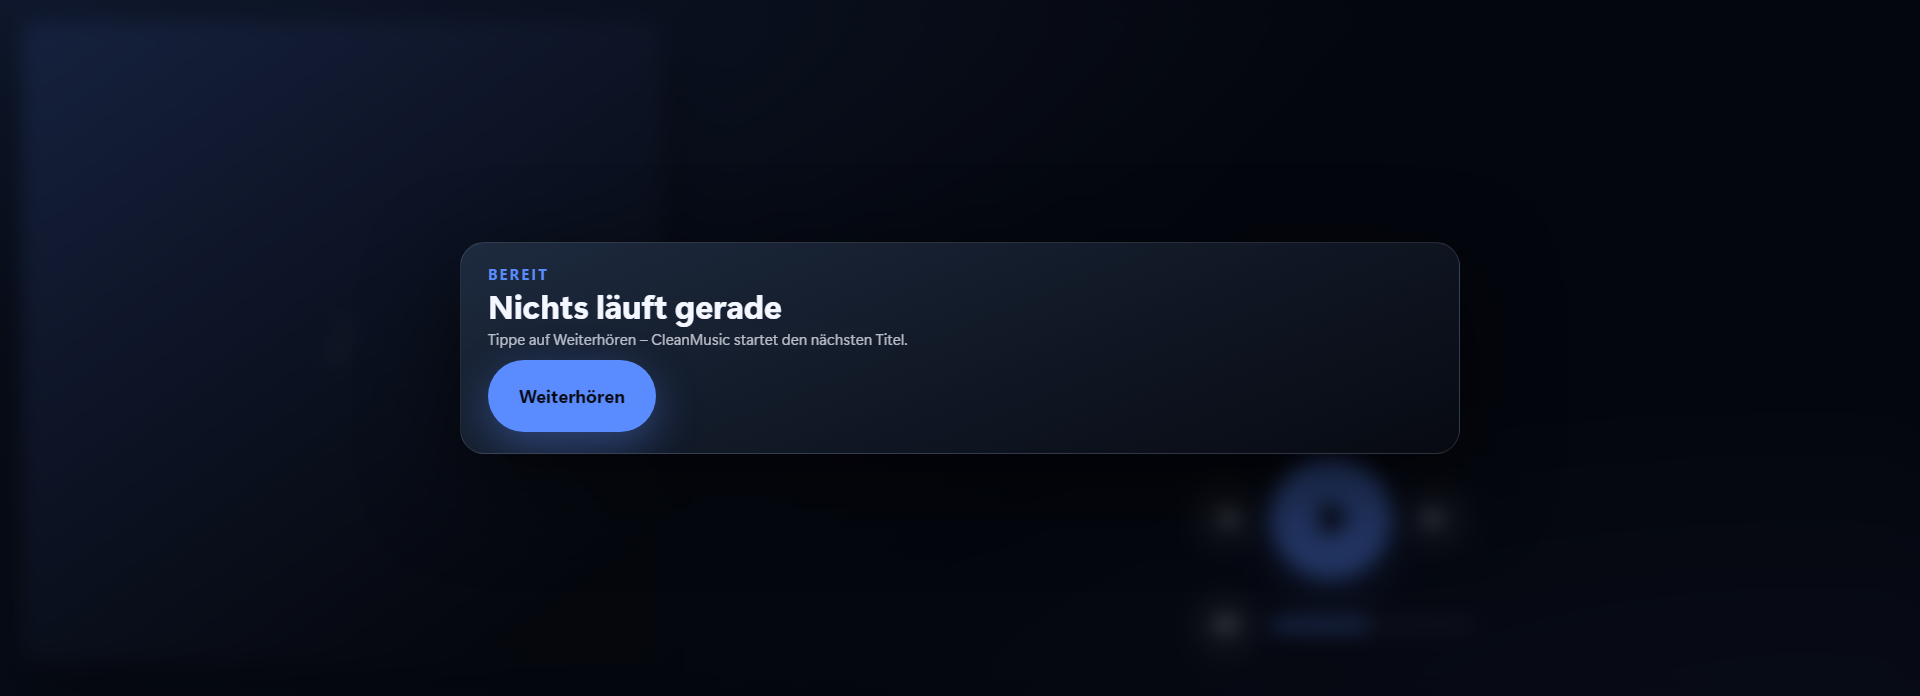 BEREIT
Nichts läuft gerade
Tippe auf Weiterhören – CleanMusic startet den nächsten Titel.
Weiterhören